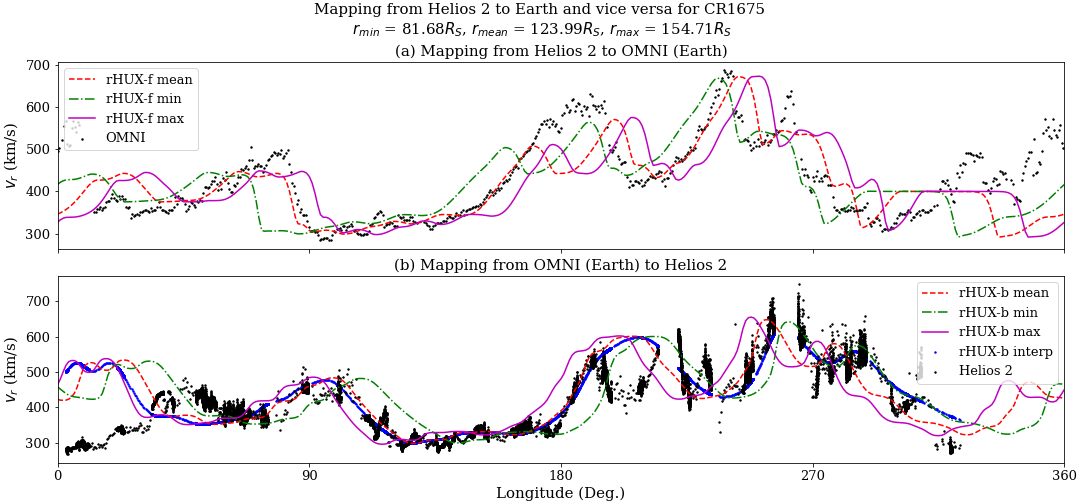 Mapping from Helios 2 to Earth and vice versa for CR1675
r_min = 81.68R_S, r_mean = 123.99R_S, r_max = 154.71R_S
(a) Mapping from Helios 2 to OMNI (Earth)
700
600
500
400
300
v_r (km/s)
rHUX-f mean
rHUX-f min
rHUX-f max
OMNI
(b) Mapping from OMNI (Earth) to Helios 2
700
600
500
400
300
v_r (km/s)
rHUX-b mean
rHUX-b min
rHUX-b max
rHUX-b interp
Helios 2
0 90 180 270 360
Longitude (Deg.)